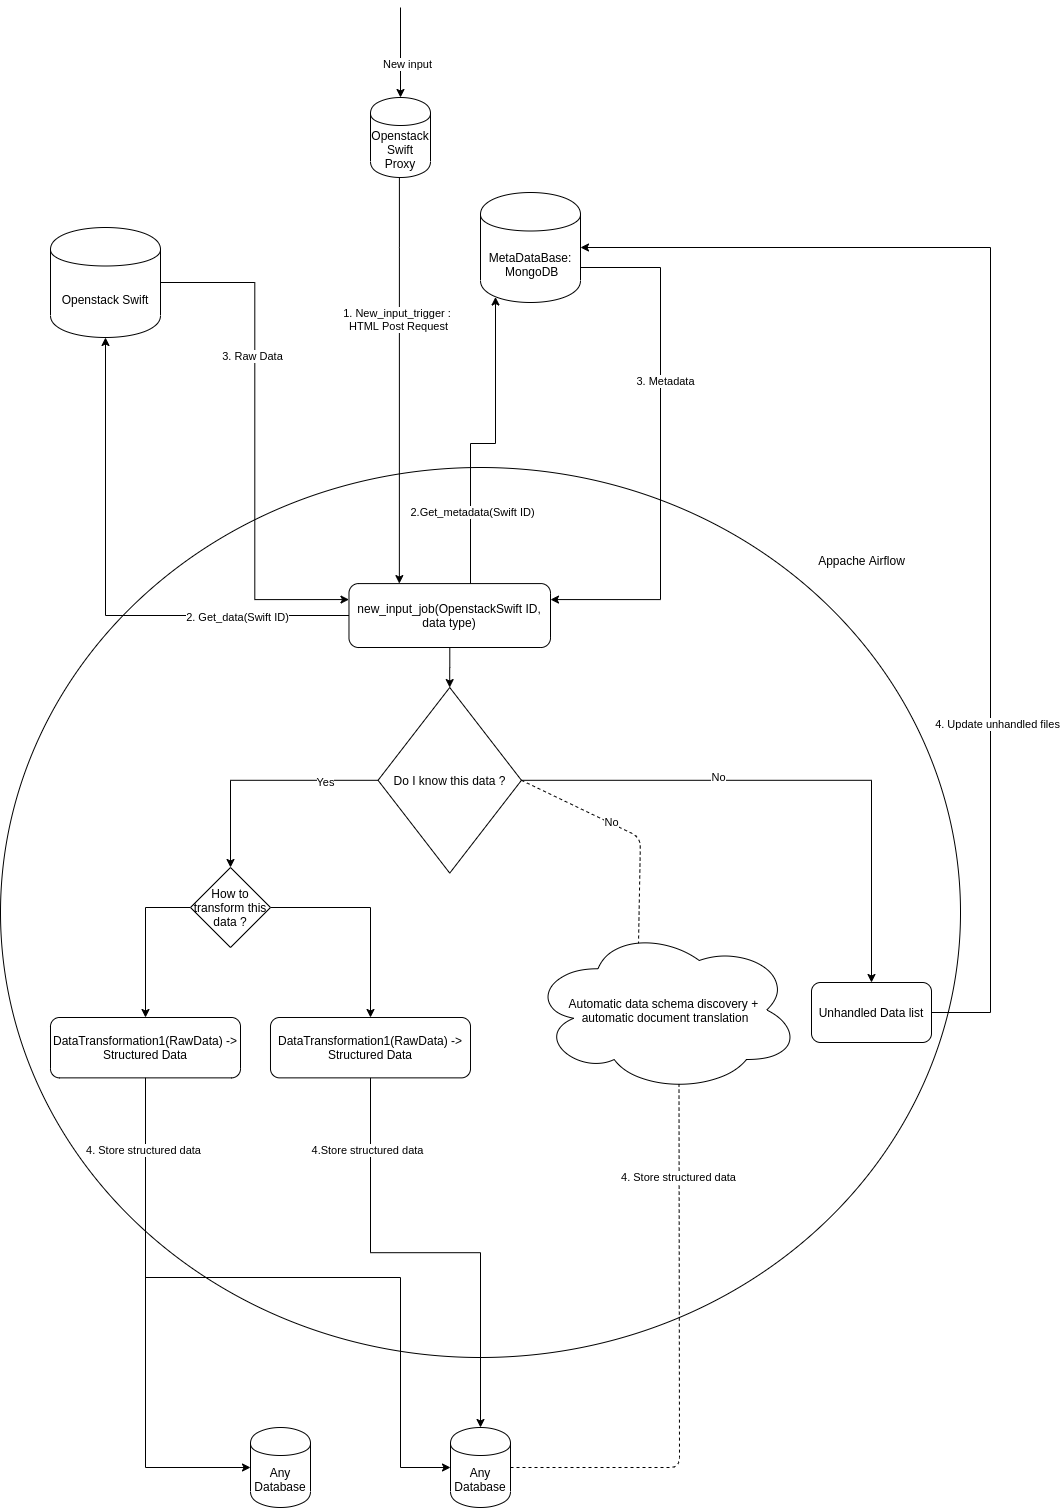 New input
Openstack
Swift
Proxy
MetaDataBase:
MongoDB
Openstack Swift
1. New_input_trigger :
HTML Post Request
3. Raw Data
3. Metadata
2.Get_metadata(Swift ID)
Appache Airflow
new_input_job(OpenstackSwift ID,
data type)
2. Get_data(Swift ID)
4. Update unhandled files
Do I know this data ?
Yes
No
No
How to
transform this
data ?
Automatic data schema discovery +
automatic document translation
Unhandled Data list
DataTransformation1(RawData) ->
Structured Data
DataTransformation1(RawData) ->
Structured Data
4. Store structured data
4.Store structured data
4. Store structured data
Any
Database
Any
Database